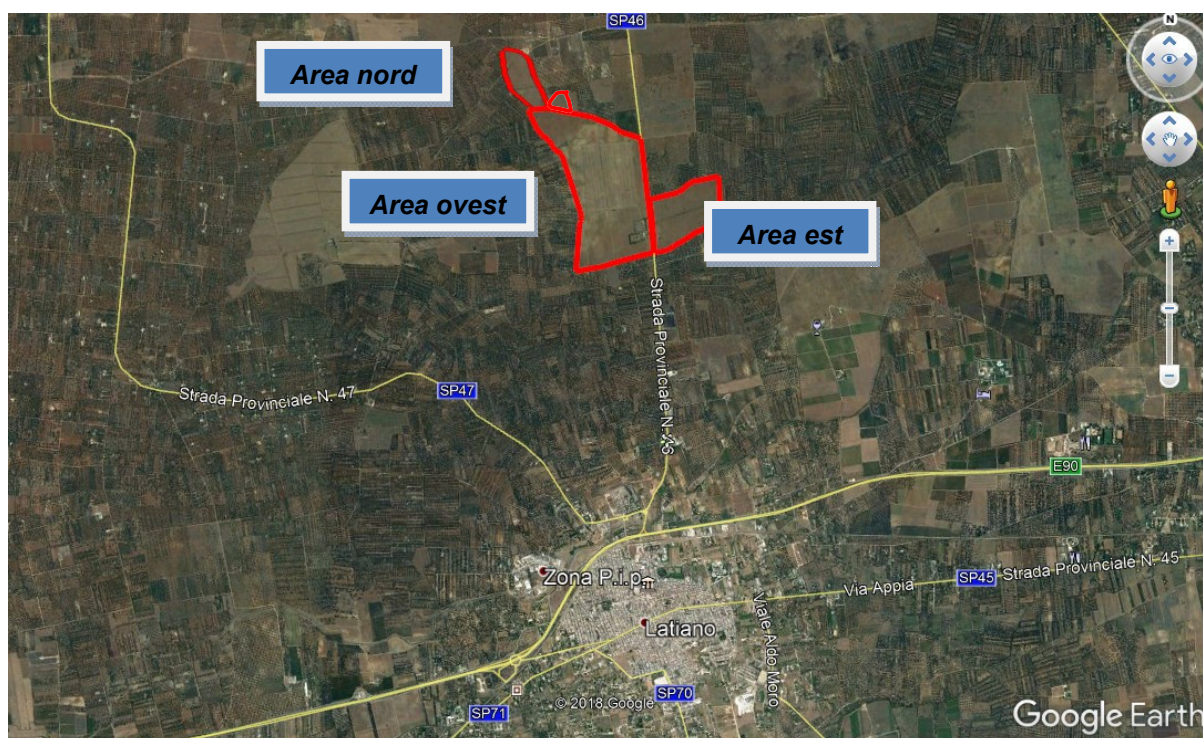 SP46
N
Area nord
Area ovest
Area est
Strada Provinciale N. 46
Strada Provinciale N. 47
SP47
E90
Zona P.i.p.
Latiano
Via Appia
SP45
Strada Provinciale N. 45
Viale Aldo Moro
SP70
SP71
© 2018 Google
Google Earth